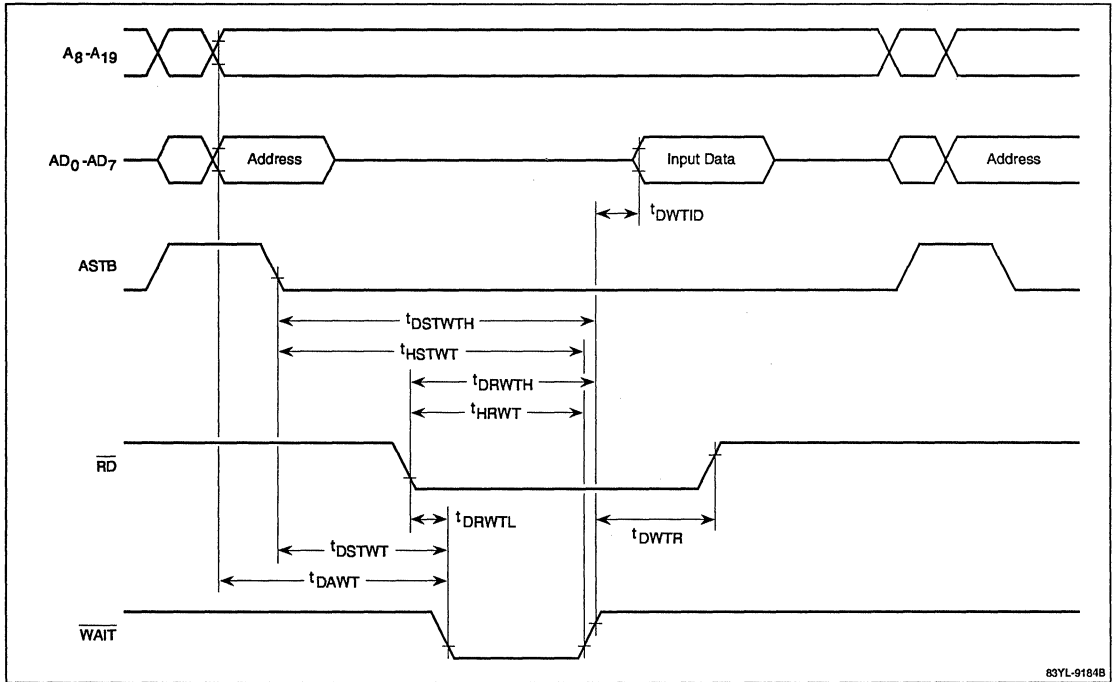 A8-A19
AD0-AD7
Address
Input Data
Address
tDWTID
ASTB
tDSTWTH
tHSTWT
tDRWTH
tHRWT
RD
tDRWTL
tDWTR
tDSTWT
tDAWT
WAIT
83YL-9184B